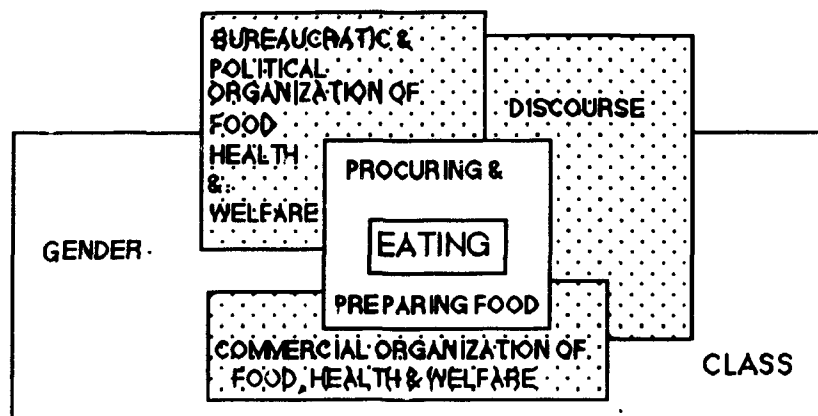 BUREAUCRATIC &
POLITICAL
ORGANIZATION OF
FOOD
HEALTH
&
WELFARE
DISCOURSE
GENDER
PROCURING &
EATING
PREPARING FOOD
COMMERCIAL ORGANIZATION OF
FOOD, HEALTH & WELFARE
CLASS